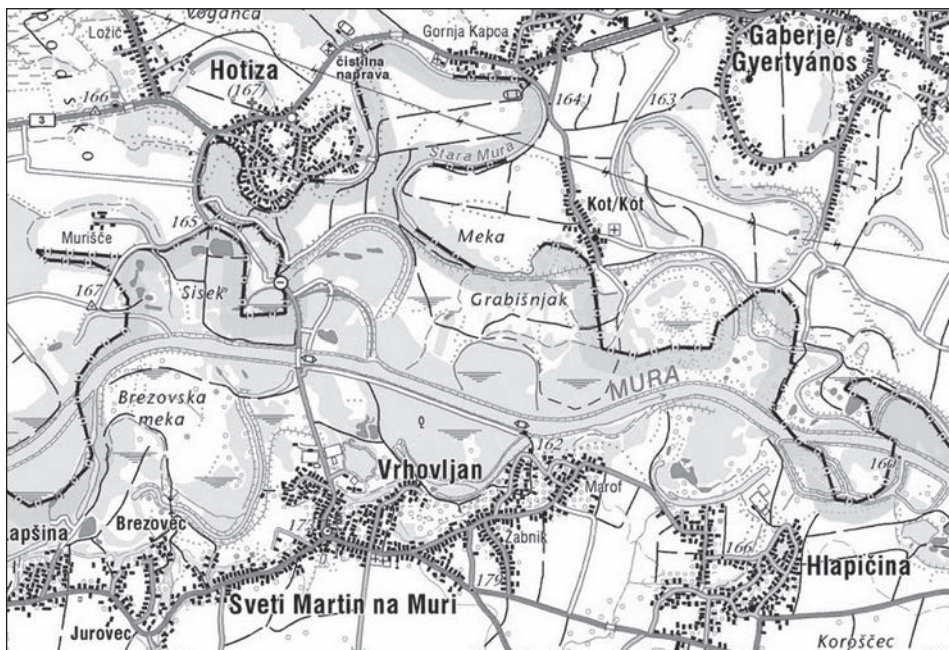 Voganca
Ložič
Gornja Kapca
Gaberje/
Gyertyános
čistilna
naprava
Hotiza
(167)
166
3
164
163
Stara Mura
Kot/Kót
165
Murišče
Meka
167
Sisek
Grabišnjak
MURA
Brezovska
meka
162
Vrhovljan
Marof
160
apšina
Brezovec
Žabnik
166
Hlapičina
179
Sveti Martin na Muri
Jurovec
Koroščec